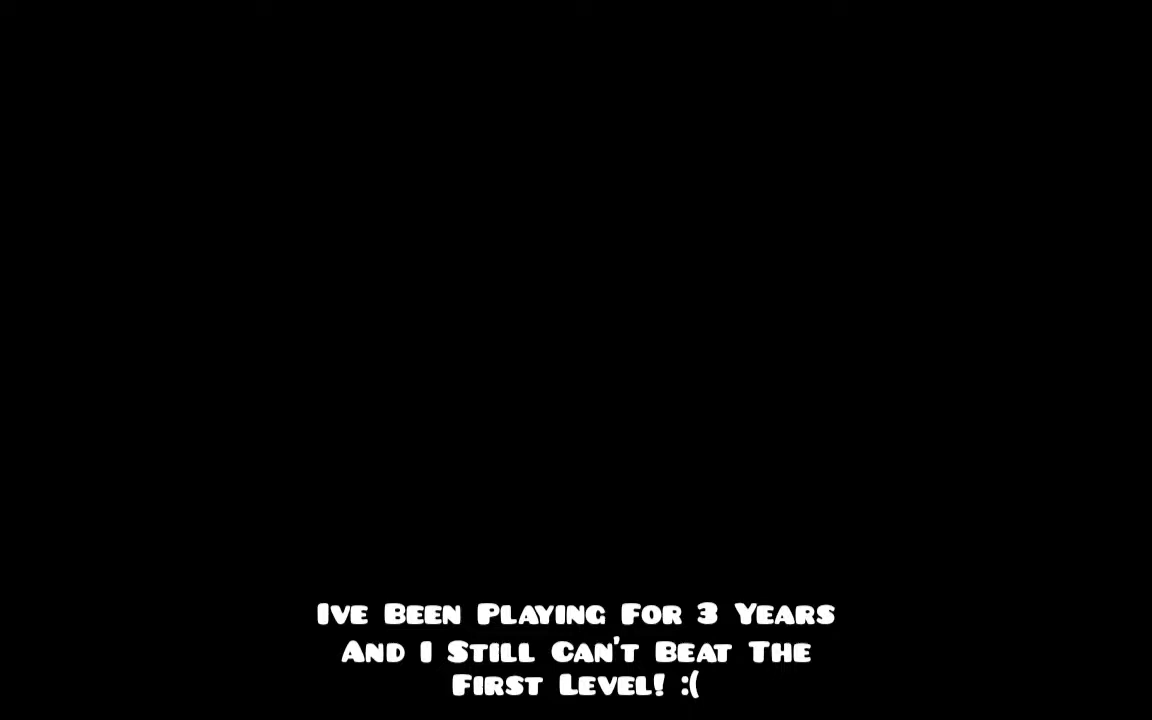 Ive Been Playing For 3 Years
And I Still Can't Beat The
First Level! :(